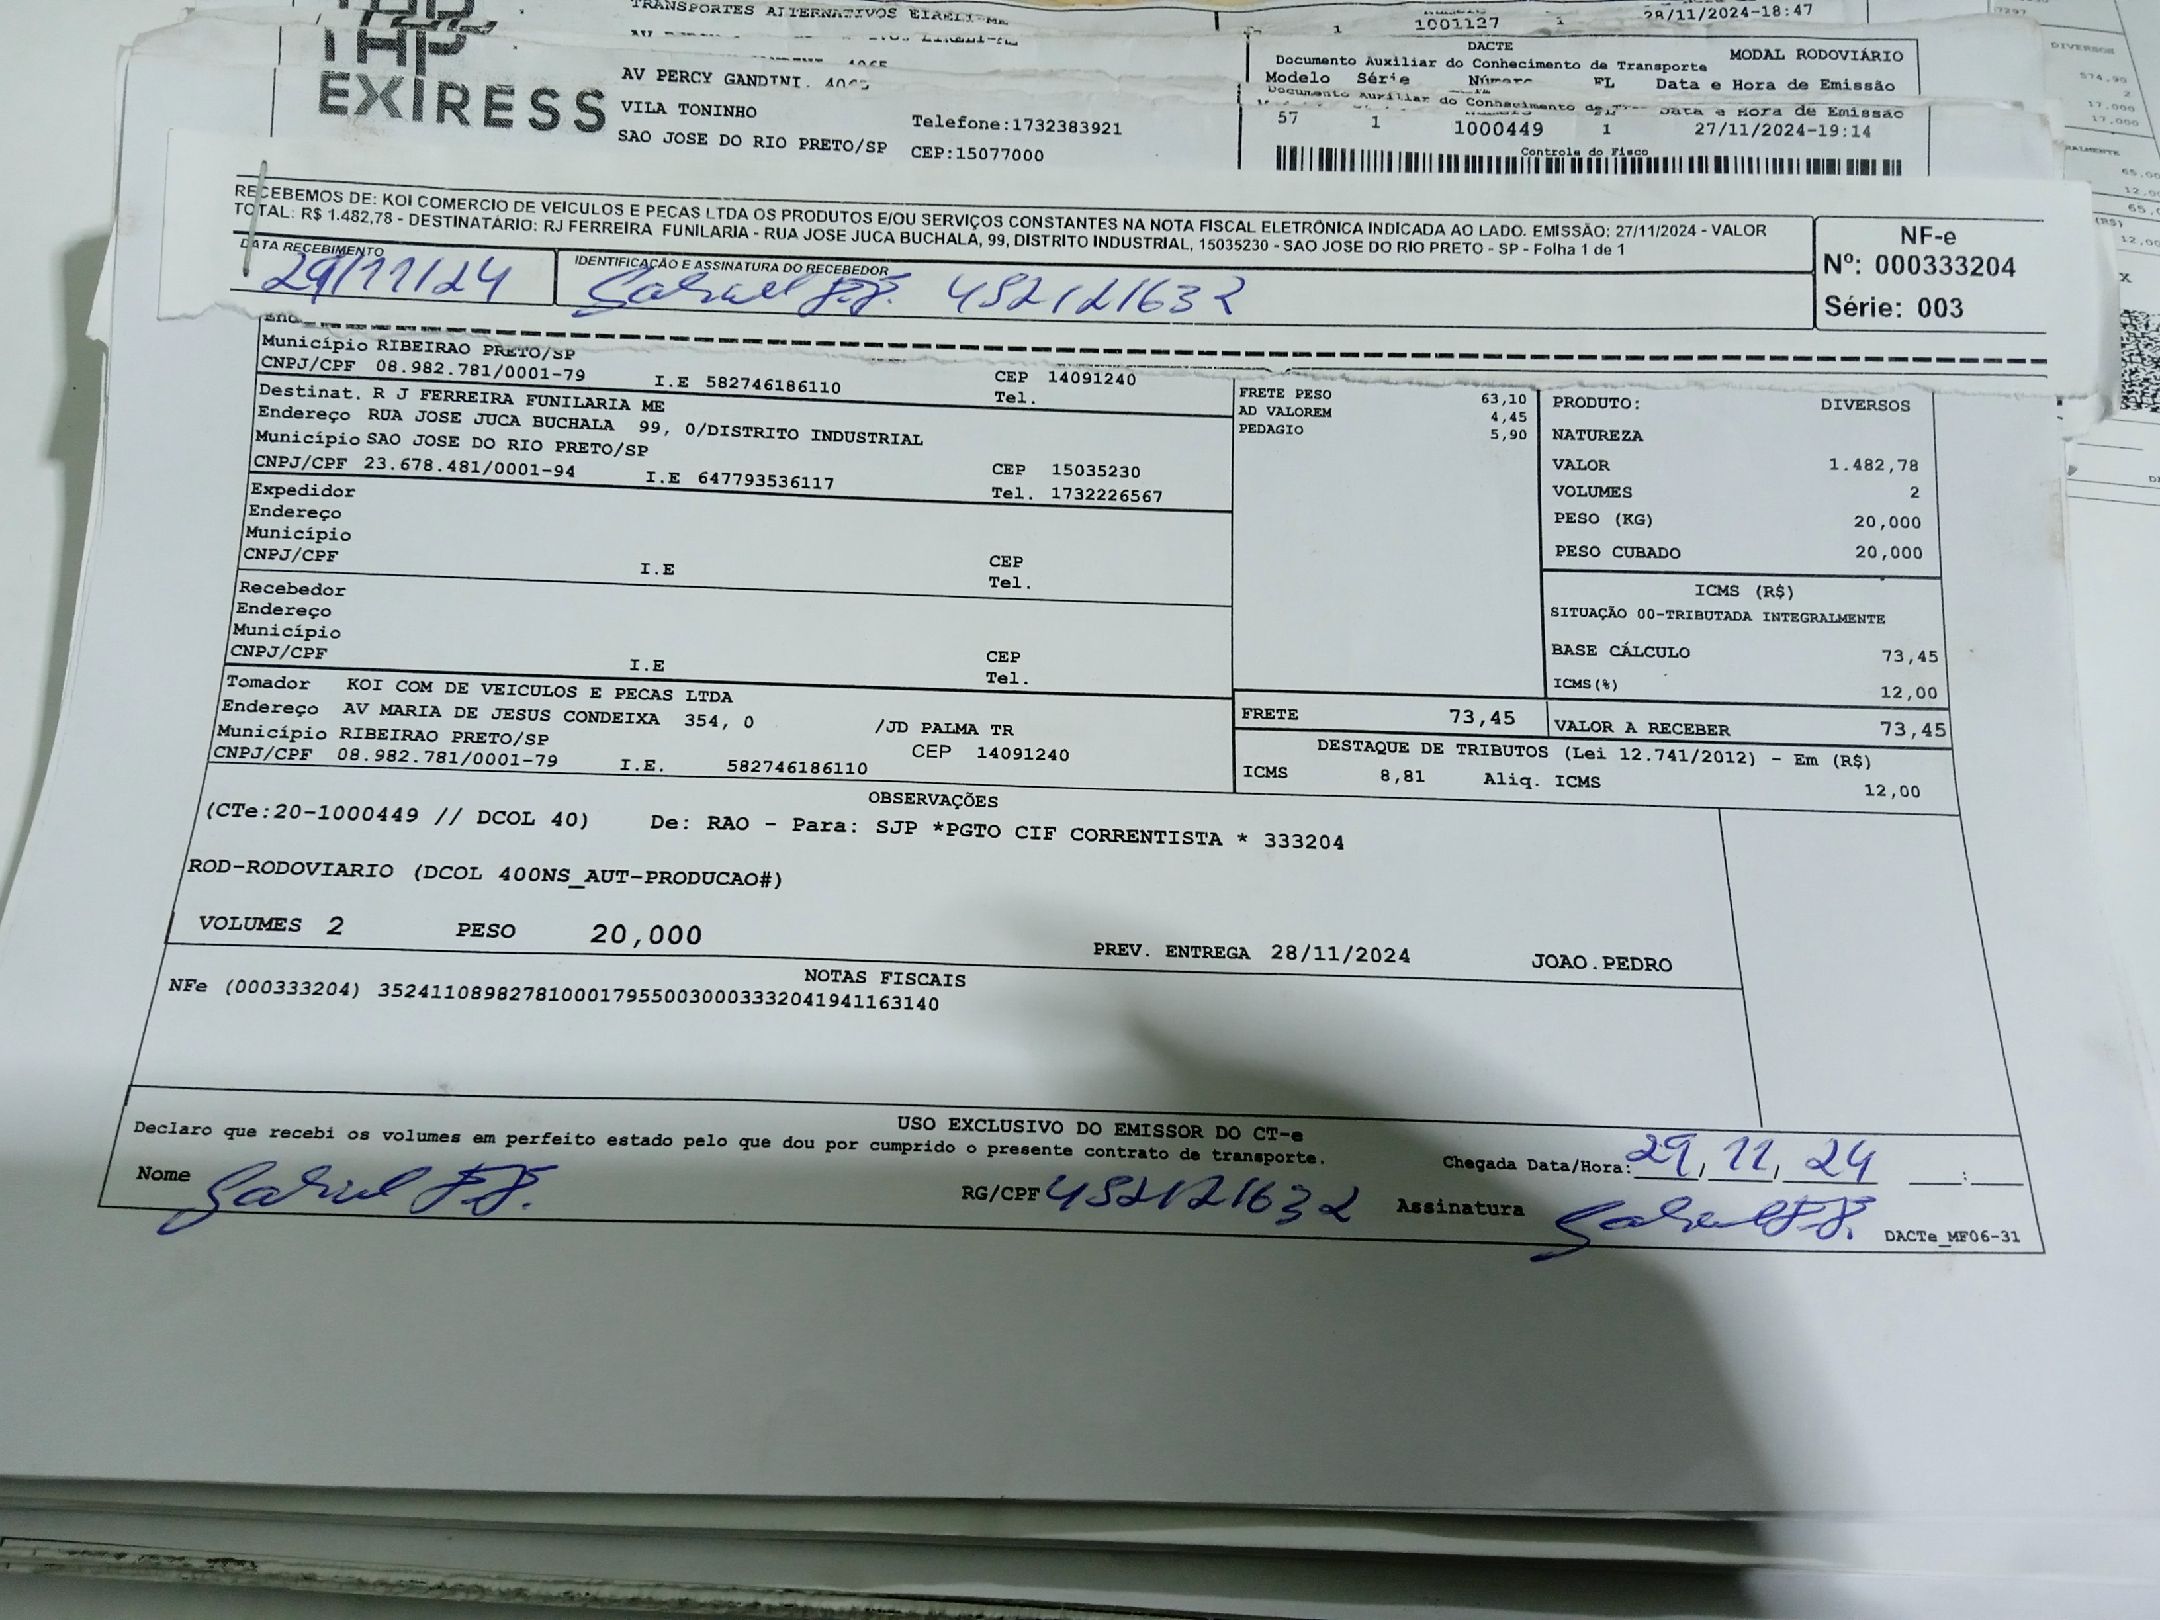 TRANSPORTES ALTERNATIVOS EIRELI-ME
1001127 1 28/11/2024-18:47
EXIRESS
AV PERCY GANDINI.
VILA TONINHO
SAO JOSE DO RIO PRETO/SP
Telefone:1732383921
CEP:15077000
DACTE
Documento Auxiliar do Conhecimento de Transporte
MODAL RODOVIÁRIO
Modelo Série Número FL Data e Hora de Emissão
Documento Auxiliar do Conhecimento de Data e Hora de Emissão
57 1 1000449 1 27/11/2024-19:14
Controle do Fisco
RECEBEMOS DE: KOI COMERCIO DE VEICULOS E PECAS LTDA OS PRODUTOS E/OU SERVIÇOS CONSTANTES NA NOTA FISCAL ELETRÔNICA INDICADA AO LADO. EMISSÃO: 27/11/2024 - VALOR
TOTAL: R$ 1.482,78 - DESTINATÁRIO: RJ FERREIRA FUNILARIA - RUA JOSE JUCA BUCHALA, 99, DISTRITO INDUSTRIAL, 15035230 - SAO JOSE DO RIO PRETO - SP - Folha 1 de 1
NF-e
Nº: 000333204
Série: 003
DATA RECEBIMENTO
29/11/24
IDENTIFICAÇÃO E ASSINATURA DO RECEBEDOR
Gabriel F.F. 452121632
Município RIBEIRAO PRETO/SP
CNPJ/CPF 08.982.781/0001-79 I.E 582746186110
CEP 14091240
Tel.
Destinat. R J FERREIRA FUNILARIA ME
Endereço RUA JOSE JUCA BUCHALA 99, 0/DISTRITO INDUSTRIAL
Município SAO JOSE DO RIO PRETO/SP
CNPJ/CPF 23.678.481/0001-94 I.E 647793536117
CEP 15035230
Tel. 1732226567
Expedidor
Endereço
Município
CNPJ/CPF I.E
CEP
Tel.
Recebedor
Endereço
Município
CNPJ/CPF I.E
CEP
Tel.
Tomador KOI COM DE VEICULOS E PECAS LTDA
Endereço AV MARIA DE JESUS CONDEIXA 354, 0 /JD PALMA TR
Município RIBEIRAO PRETO/SP CEP 14091240
CNPJ/CPF 08.982.781/0001-79 I.E. 582746186110
FRETE PESO 63,10
AD VALOREM 4,45
PEDAGIO 5,90
PRODUTO: DIVERSOS
NATUREZA
VALOR 1.482,78
VOLUMES 2
PESO (KG) 20,000
PESO CUBADO 20,000
ICMS (R$)
SITUAÇÃO 00-TRIBUTADA INTEGRALMENTE
BASE CÁLCULO 73,45
ICMS(%) 12,00
FRETE 73,45 VALOR A RECEBER 73,45
DESTAQUE DE TRIBUTOS (Lei 12.741/2012) - Em (R$)
ICMS 8,81 Aliq. ICMS 12,00
OBSERVAÇÕES
(CTe:20-1000449 // DCOL 40) De: RAO - Para: SJP *PGTO CIF CORRENTISTA * 333204
ROD-RODOVIARIO (DCOL 400NS_AUT-PRODUCAO#)
VOLUMES 2 PESO 20,000 PREV. ENTREGA 28/11/2024 JOAO.PEDRO
NOTAS FISCAIS
NFe (000333204) 35241108982781000179550030003332041941163140
USO EXCLUSIVO DO EMISSOR DO CT-e
Declaro que recebi os volumes em perfeito estado pelo que dou por cumprido o presente contrato de transporte.
Chegada Data/Hora: 29, 11, 24 :
Nome Gabriel F.F. RG/CPF 452121632 Assinatura Gabriel F.F.
DACTe_MF06-31